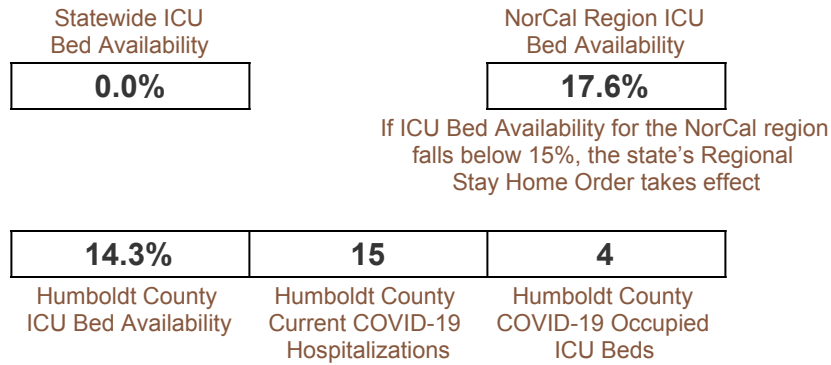 Statewide ICU
Bed Availability
0.0%
NorCal Region ICU
Bed Availability
17.6%
If ICU Bed Availability for the NorCal region
falls below 15%, the state’s Regional
Stay Home Order takes effect
14.3%
Humboldt County
ICU Bed Availability
15
Humboldt County
Current COVID-19
Hospitalizations
4
Humboldt County
COVID-19 Occupied
ICU Beds